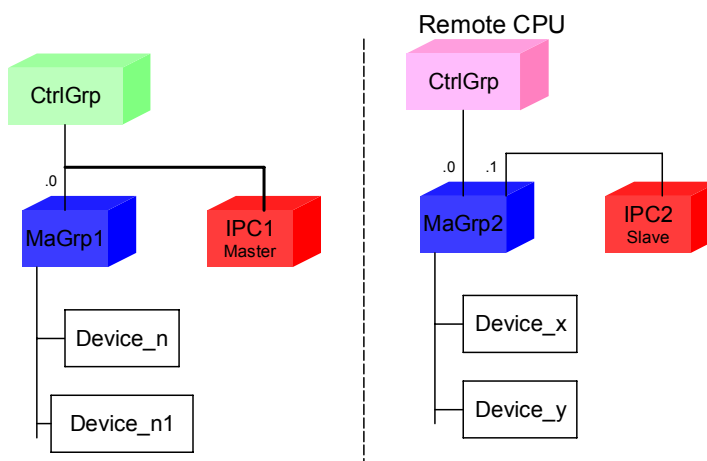 Remote CPU
CtrlGrp
CtrlGrp
.0
.0
.1
MaGrp1
IPC1
Master
MaGrp2
IPC2
Slave
Device_n
Device_x
Device_n1
Device_y